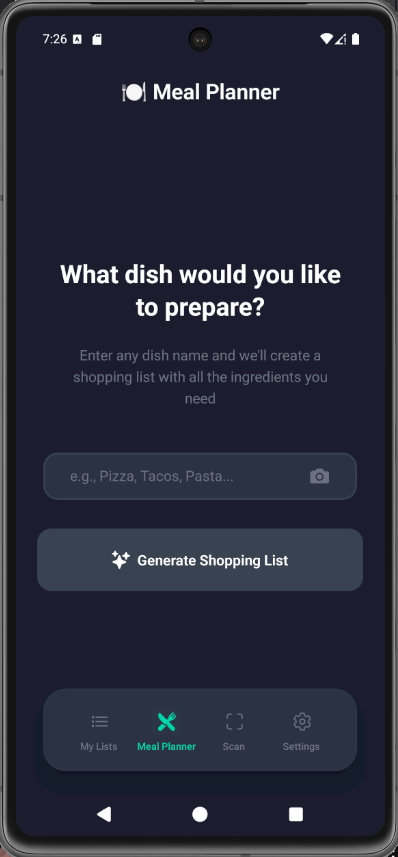 7:26
Meal Planner
What dish would you like
to prepare?
Enter any dish name and we'll create a
shopping list with all the ingredients you
need
e.g., Pizza, Tacos, Pasta...
Generate Shopping List
My Lists Meal Planner Scan Settings